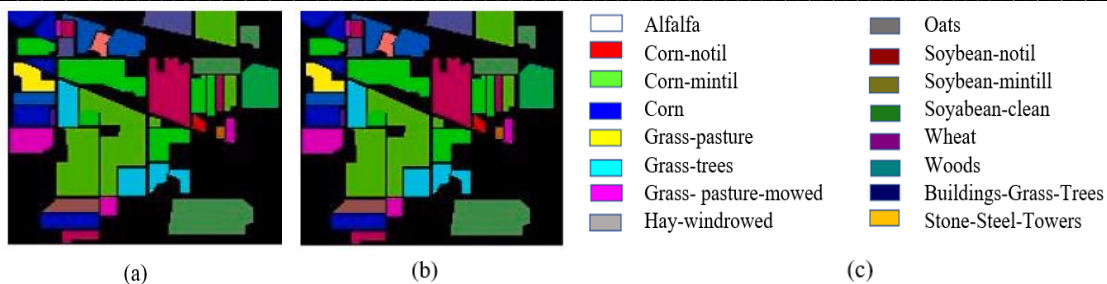 Alfalfa
Corn-notil
Corn-mintil
Corn
Grass-pasture
Grass-trees
Grass- pasture-mowed
Hay-windrowed
Oats
Soybean-notil
Soybean-mintill
Soyabean-clean
Wheat
Woods
Buildings-Grass-Trees
Stone-Steel-Towers
(a)
(b)
(c)